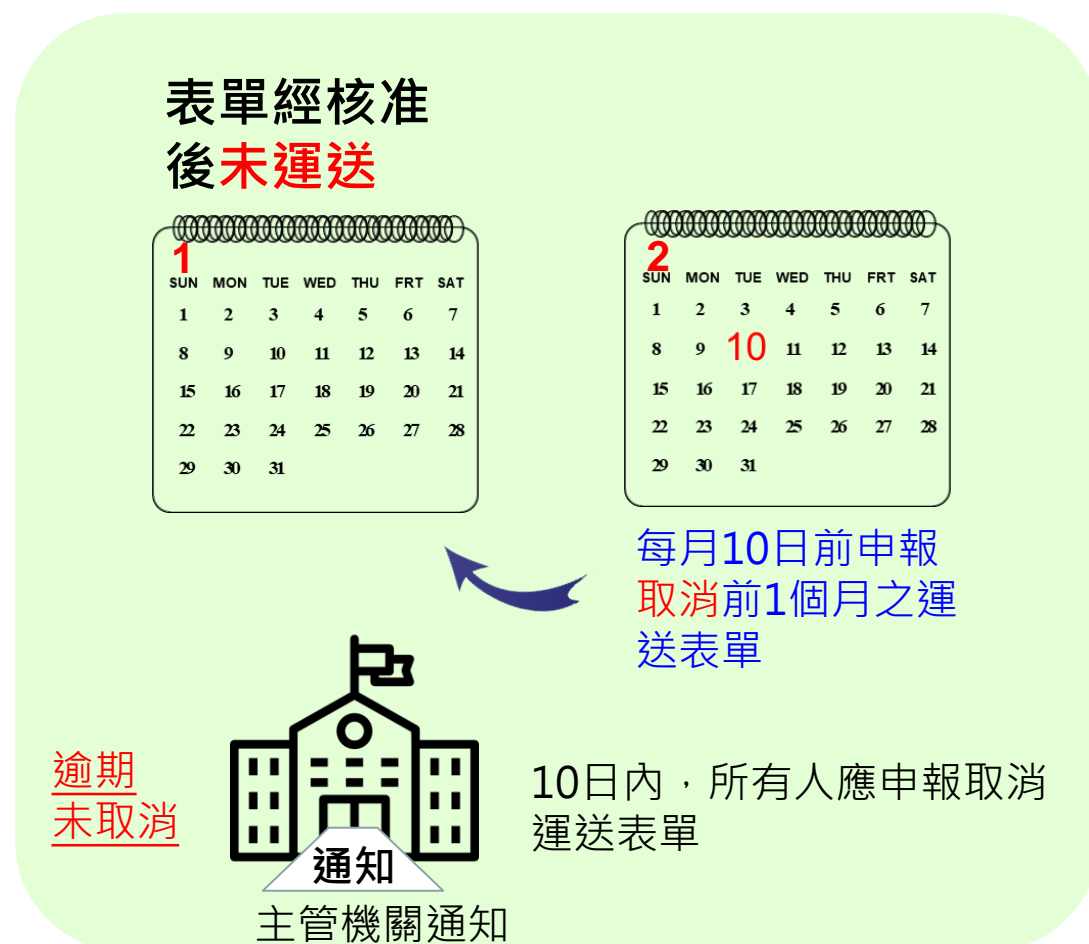 表單經核准
後未運送
1
SUN MON TUE WED THU FRT SAT
1 2 3 4 5 6 7
8 9 10 11 12 13 14
15 16 17 18 19 20 21
22 23 24 25 26 27 28
29 30 31
2
SUN MON TUE WED THU FRT SAT
1 2 3 4 5 6 7
8 9 10 11 12 13 14
15 16 17 18 19 20 21
22 23 24 25 26 27 28
29 30 31
每月10日前申報
取消前1個月之運
送表單
逾期
未取消
通知
主管機關通知
10日內，所有人應申報取消
運送表單